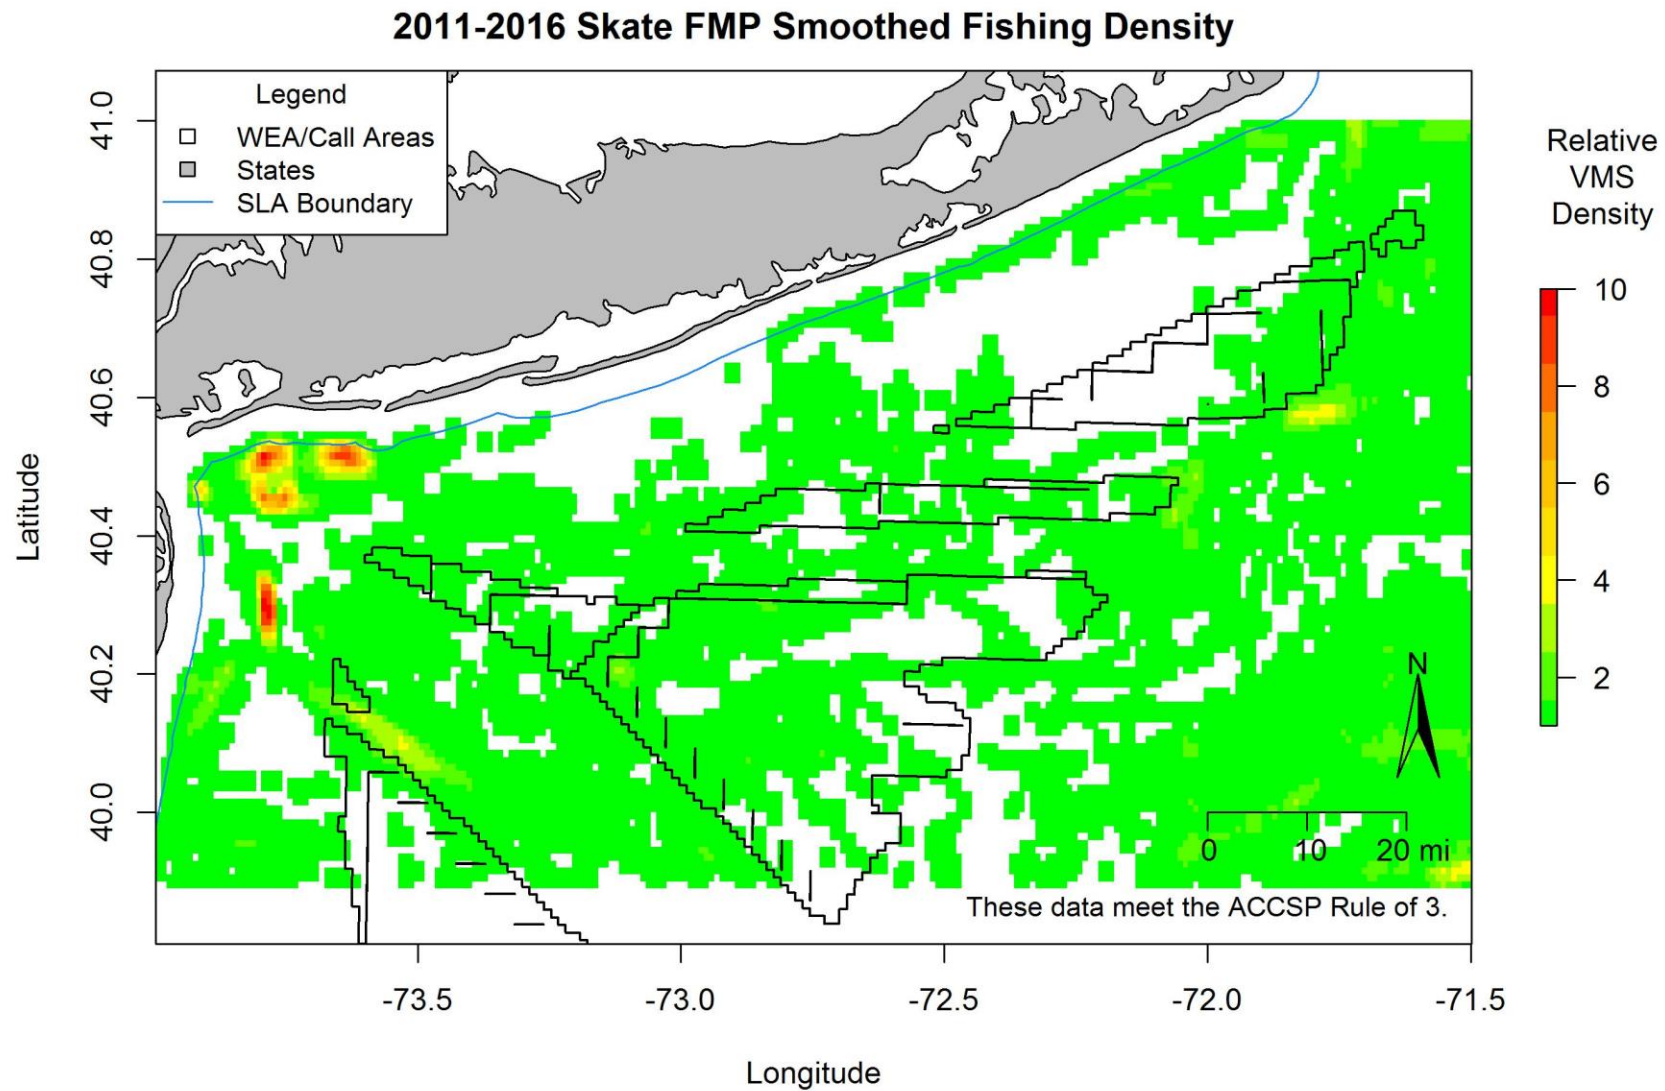 2011-2016 Skate FMP Smoothed Fishing Density
Legend
WEA/Call Areas
States
SLA Boundary
Relative
VMS
Density
10
8
6
4
2
Latitude
41.0
40.8
40.6
40.4
40.2
40.0
N
0 10 20 mi
These data meet the ACCSP Rule of 3.
-73.5 -73.0 -72.5 -72.0 -71.5
Longitude